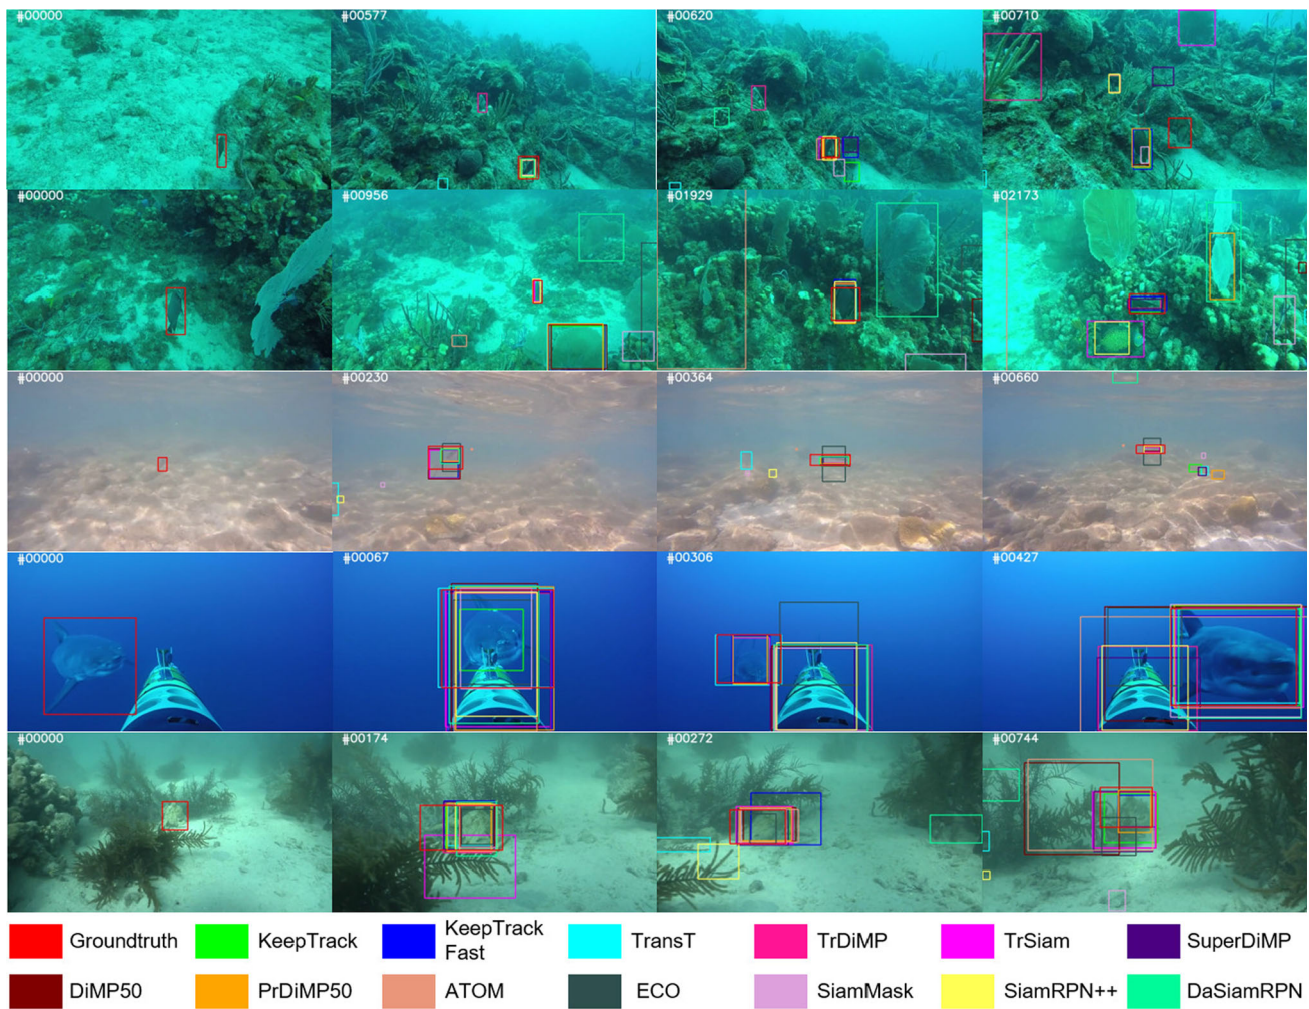 #00000 #00577 #00620 #00710
#00000 #00956 #01929 #02173
#00000 #00230 #00364 #00660
#00000 #00067 #00306 #00427
#00000 #00174 #00272 #00744
Groundtruth KeepTrack KeepTrack Fast TransT TrDiMP TrSiam SuperDiMP
DiMP50 PrDiMP50 ATOM ECO SiamMask SiamRPN++ DaSiamRPN